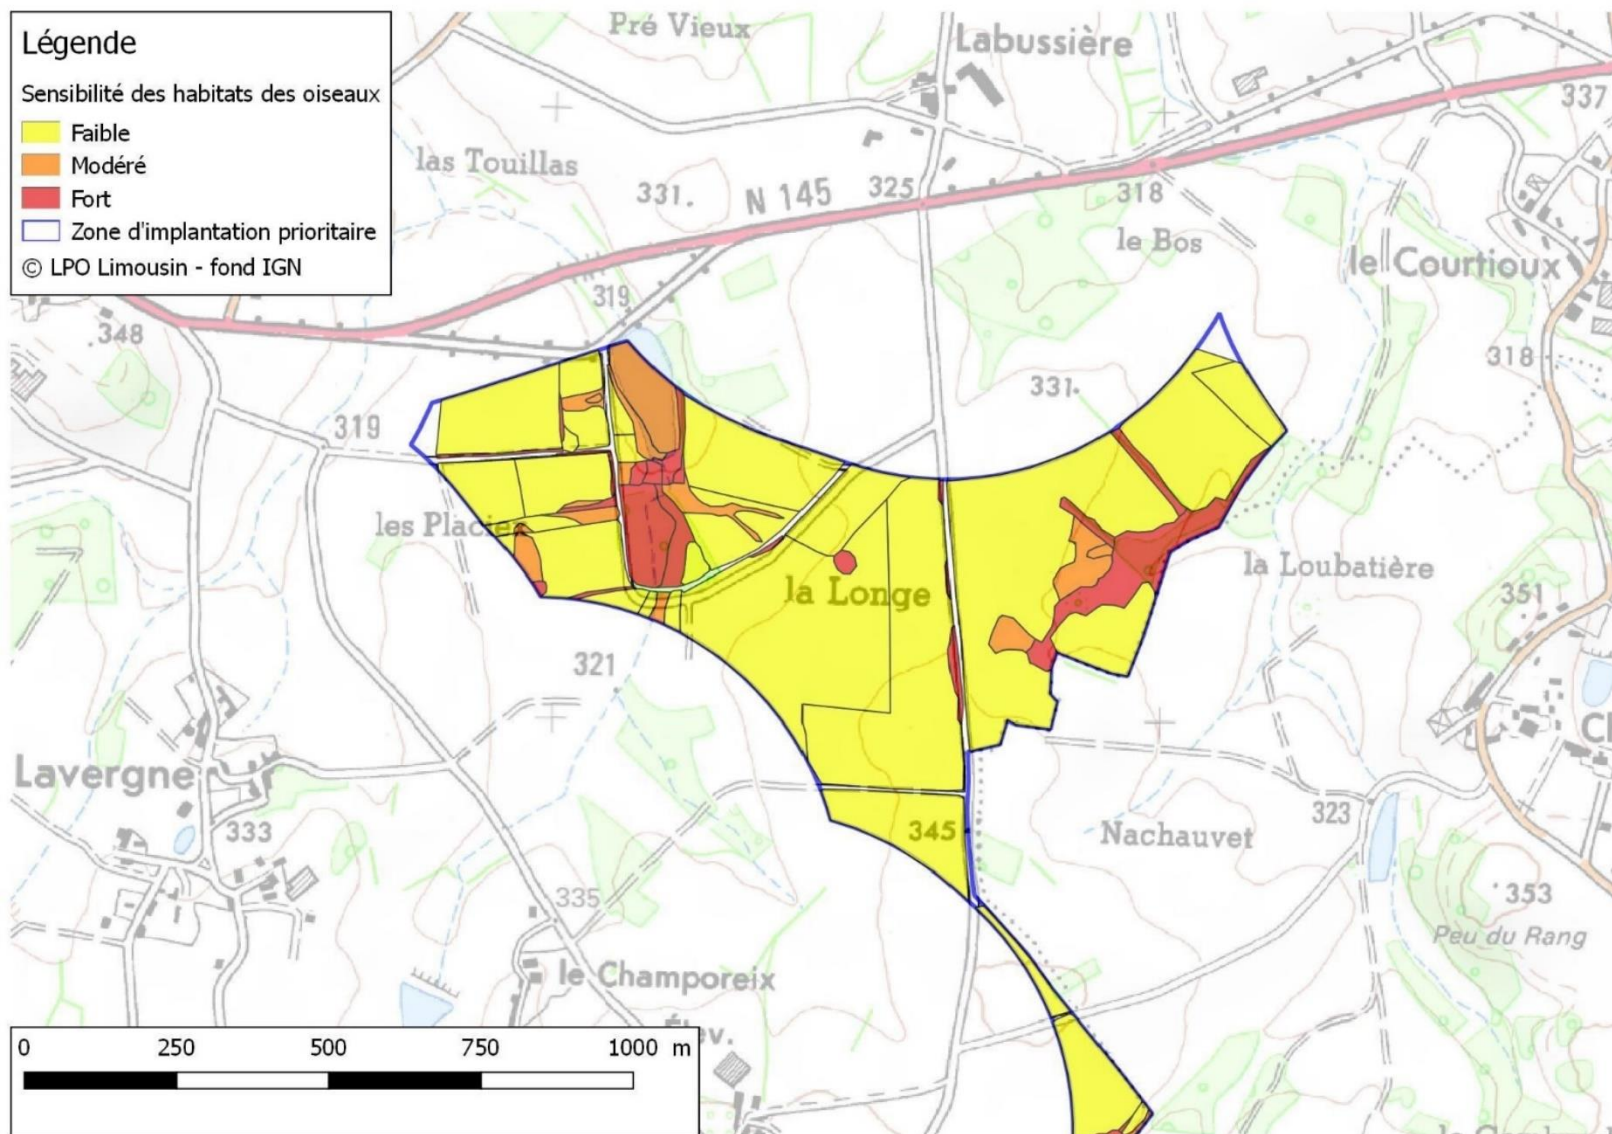 Légende
Sensibilité des habitats des oiseaux
Faible
Modéré
Fort
Zone d'implantation prioritaire
© LPO Limousin - fond IGN
Pré Vieux
Labussière
337
las Touillas
331.
N 145
325
318
le Bos
le Courtioux
319
348
318
331.
319
les Placies
la Loubatière
351
la Longe
321
Lavergne
333
345
Nachauvet
323
335
353
Peu du Rang
le Champoreix
Élev.
0 250 500 750 1000 m